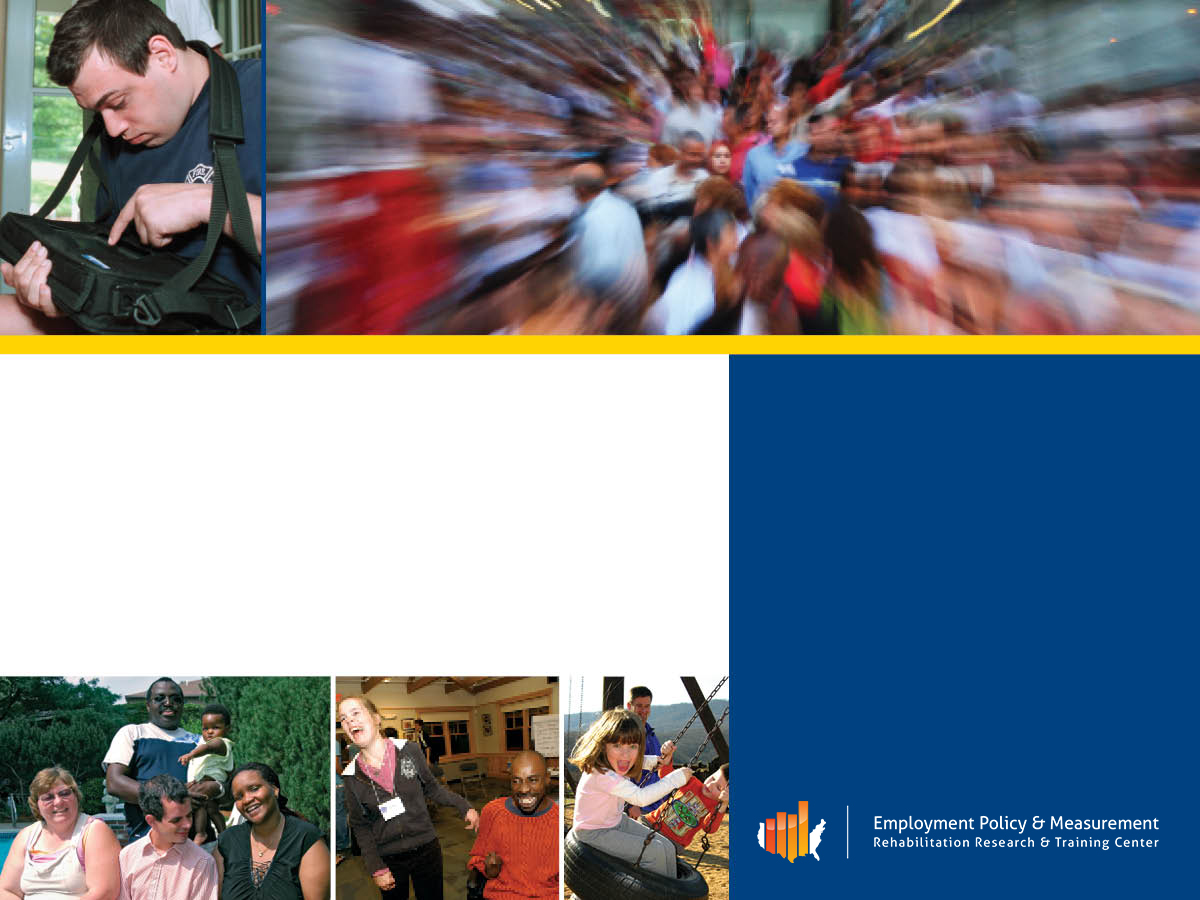 Employment Policy & Measurement
Rehabilitation Research & Training Center